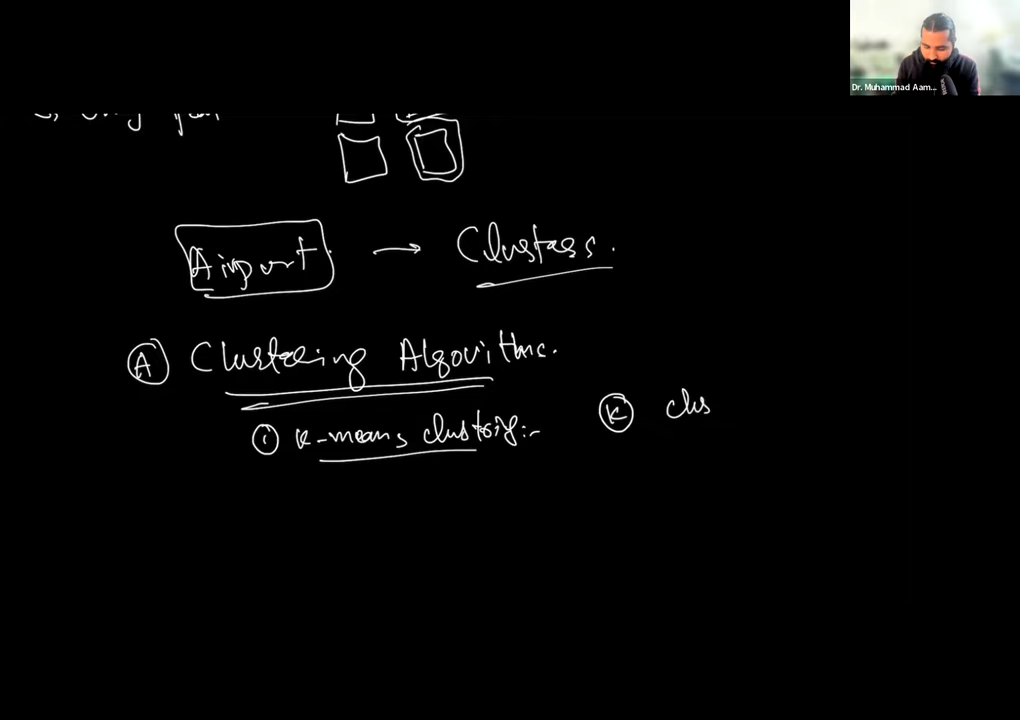 Dr. Muhammad Aam...
Airport → Clusters.
(A) Clustering Algorithms.
(1) K-means clustering:-
(K) clus